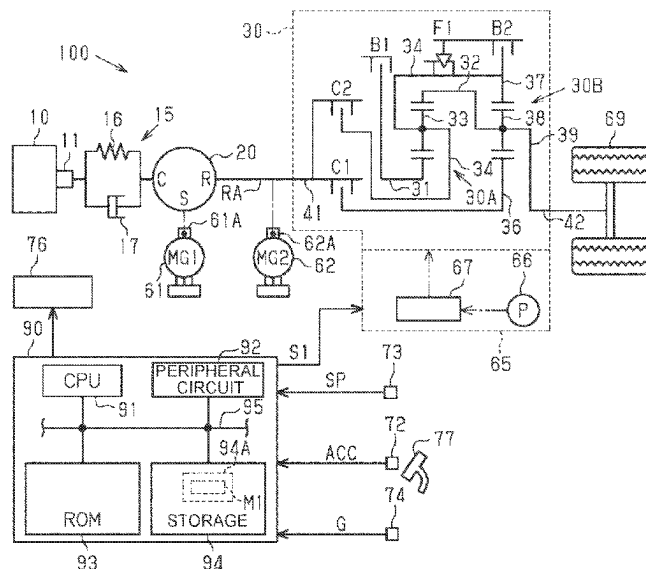 100
30
B1
F1
B2
34
32
37
30B
10
11
16
15
20
C2
33
38
39
69
C
R
S
RA
41
C1
31
34
30A
36
42
17
61A
62A
MG1
61
MG2
62
76
67
66
P
65
90
92
S1
CPU
PERIPHERAL CIRCUIT
91
95
SP
73
94A
ACC
72
77
M1
ROM
STORAGE
G
74
93
94